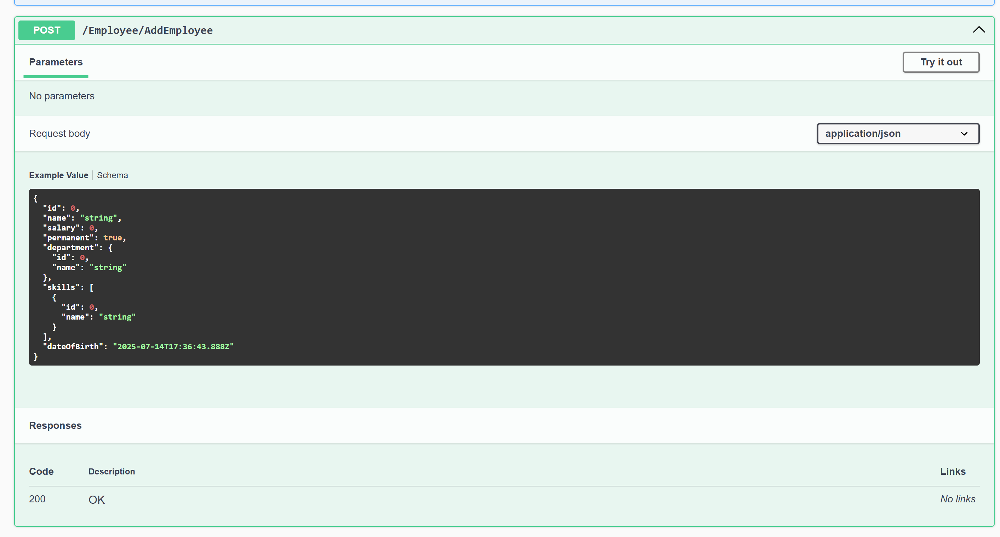 POST /Employee/AddEmployee
Parameters
Try it out
No parameters
Request body
application/json
Example Value | Schema
{
  "id": 0,
  "name": "string",
  "salary": 0,
  "permanent": true,
  "department": {
    "id": 0,
    "name": "string"
  },
  "skills": [
    {
      "id": 0,
      "name": "string"
    }
  ],
  "dateOfBirth": "2025-07-14T17:36:43.888Z"
}
Responses
Code Description Links
200 OK No links